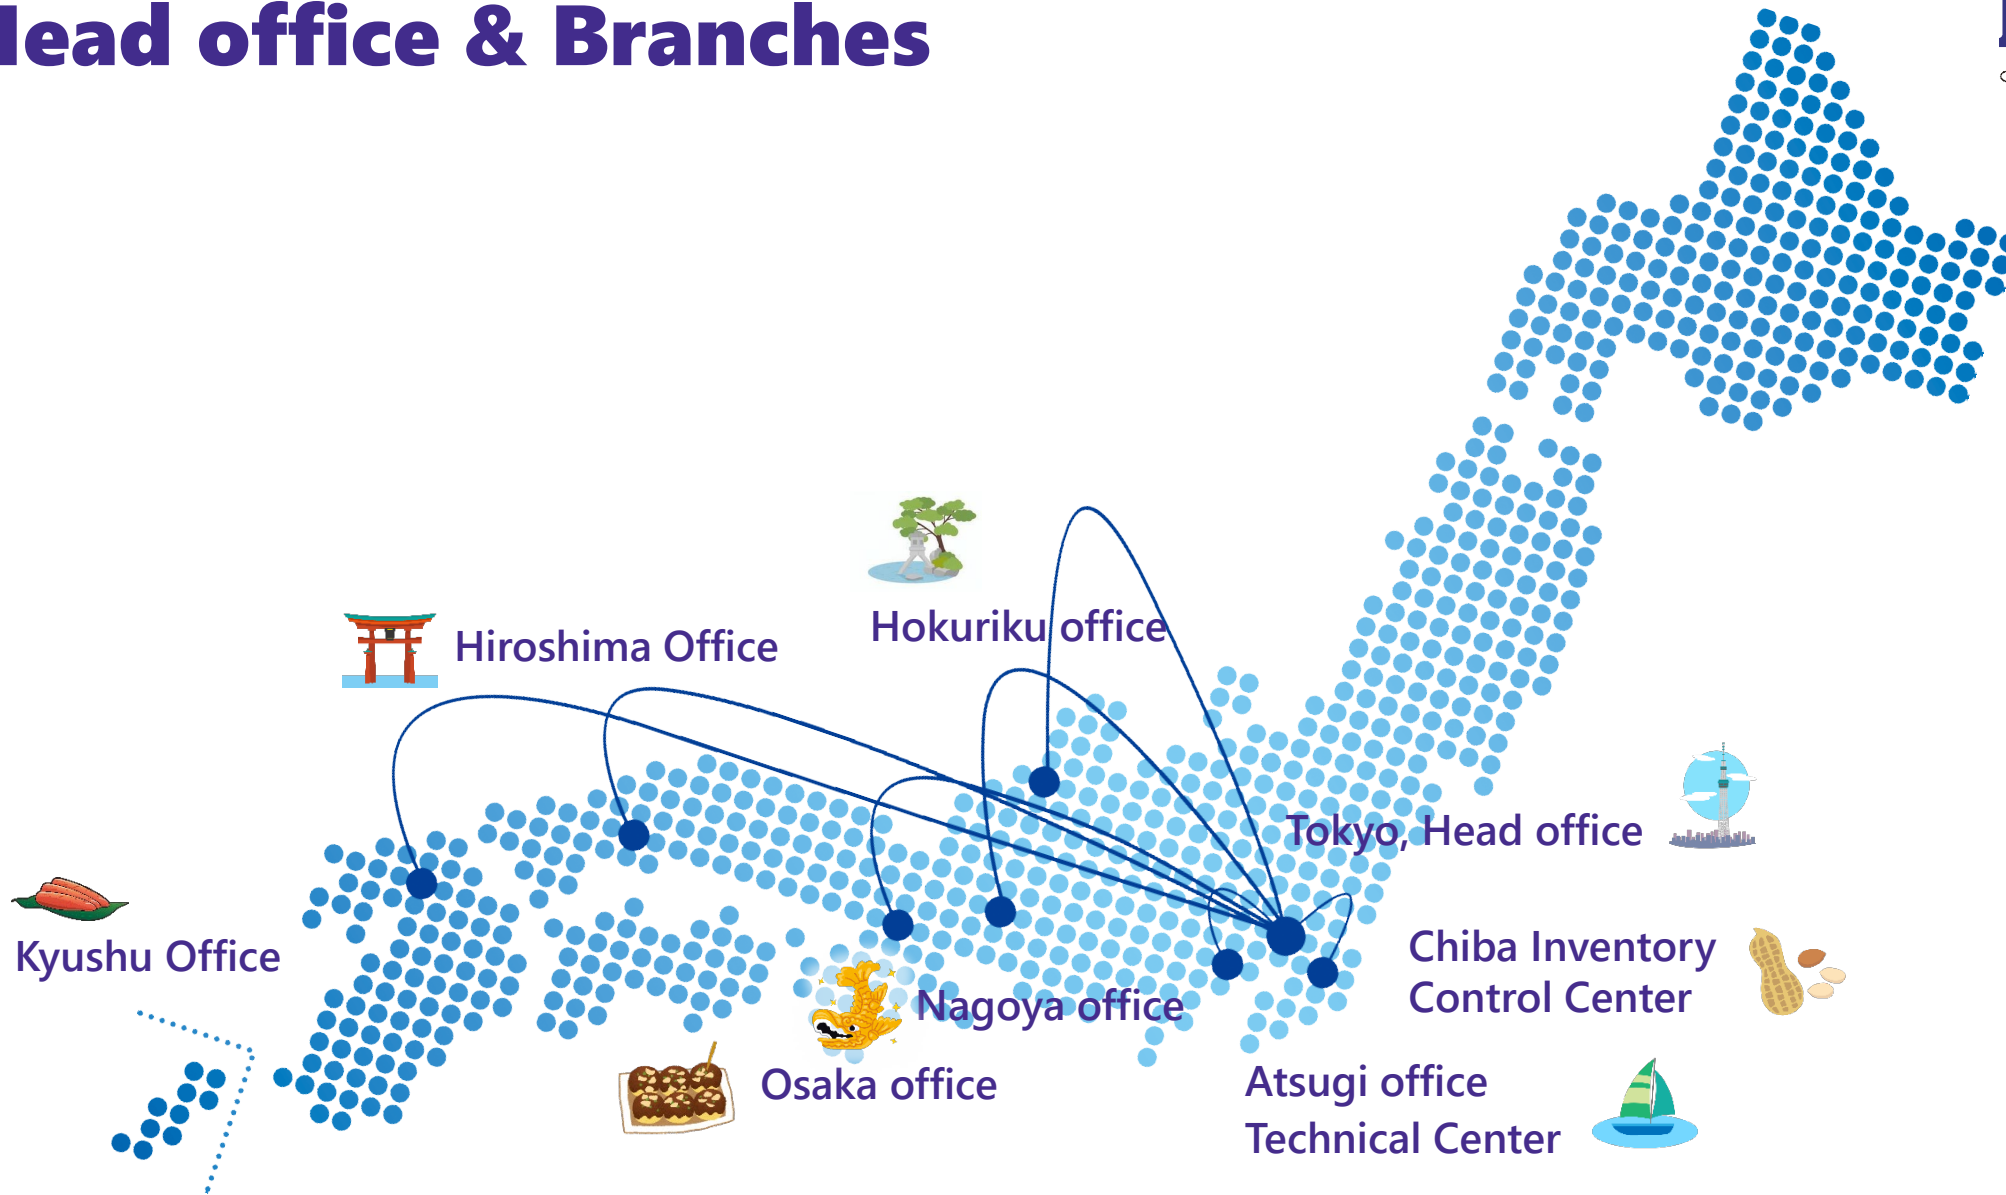 Head office & Branches
Hokuriku office
Hiroshima Office
Tokyo, Head office
Kyushu Office
Chiba Inventory
Control Center
Nagoya office
Osaka office
Atsugi office
Technical Center